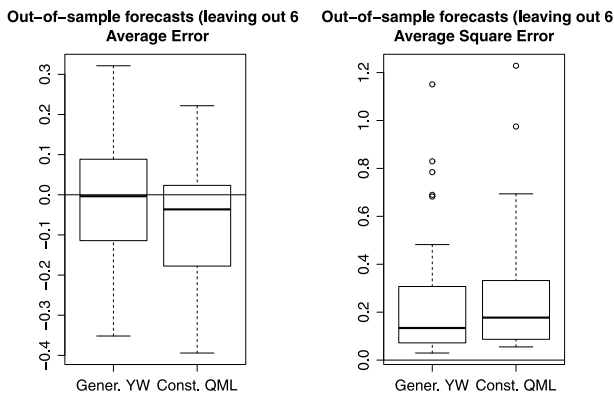 Out-of-sample forecasts (leaving out 6
Average Error
0.3
0.2
0.1
0.0
−0.1
−0.2
−0.3
−0.4
Gener. YW Const. QML
Out-of-sample forecasts (leaving out 6
Average Square Error
1.2
1.0
0.8
0.6
0.4
0.2
0.0
Gener. YW Const. QML